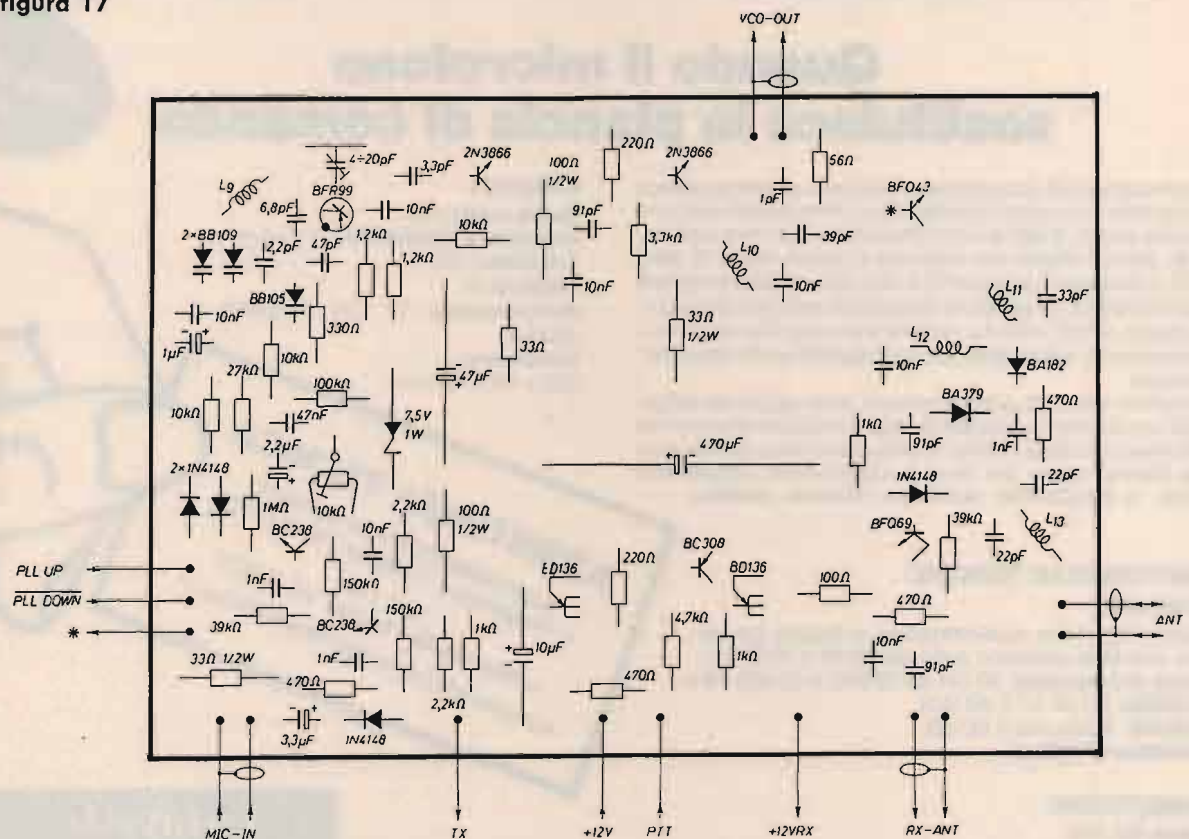 figura 17
VCO-OUT
4÷20pF
3,3pF
2N3866
220Ω
2N3866
56Ω
L9
BFR99
100Ω
1/2W
1pF
BFQ43
*
6,8pF
10nF
91pF
2×BB109
2,2pF
47pF
1,2kΩ
1,2kΩ
10kΩ
3,3kΩ
L10
39pF
BB105
10nF
10nF
L11
33pF
10nF
1µF
330Ω
33Ω
33Ω
1/2W
L12
10kΩ
10nF
BA182
27kΩ
100kΩ
47µF
BA379
470Ω
10kΩ
47nF
7,5V
1W
1kΩ
91pF
1nF
2,2µF
470µF
2×1N4148
1N4148
22pF
1MΩ
10kΩ
2,2kΩ
100Ω
1/2W
BFQ69
39kΩ
L13
BC238
10nF
22pF
PLL UP
1nF
150kΩ
BD136
220Ω
BC308
BD136
100Ω
PLL DOWN
ANT
*
39kΩ
BC238
150kΩ
1kΩ
10µF
4,7kΩ
1kΩ
470Ω
33Ω 1/2W
1nF
470Ω
2,2kΩ
470Ω
10nF
91pF
3,3µF
1N4148
MIC-IN
TX
+12V
PTT
+12VRX
RX-ANT